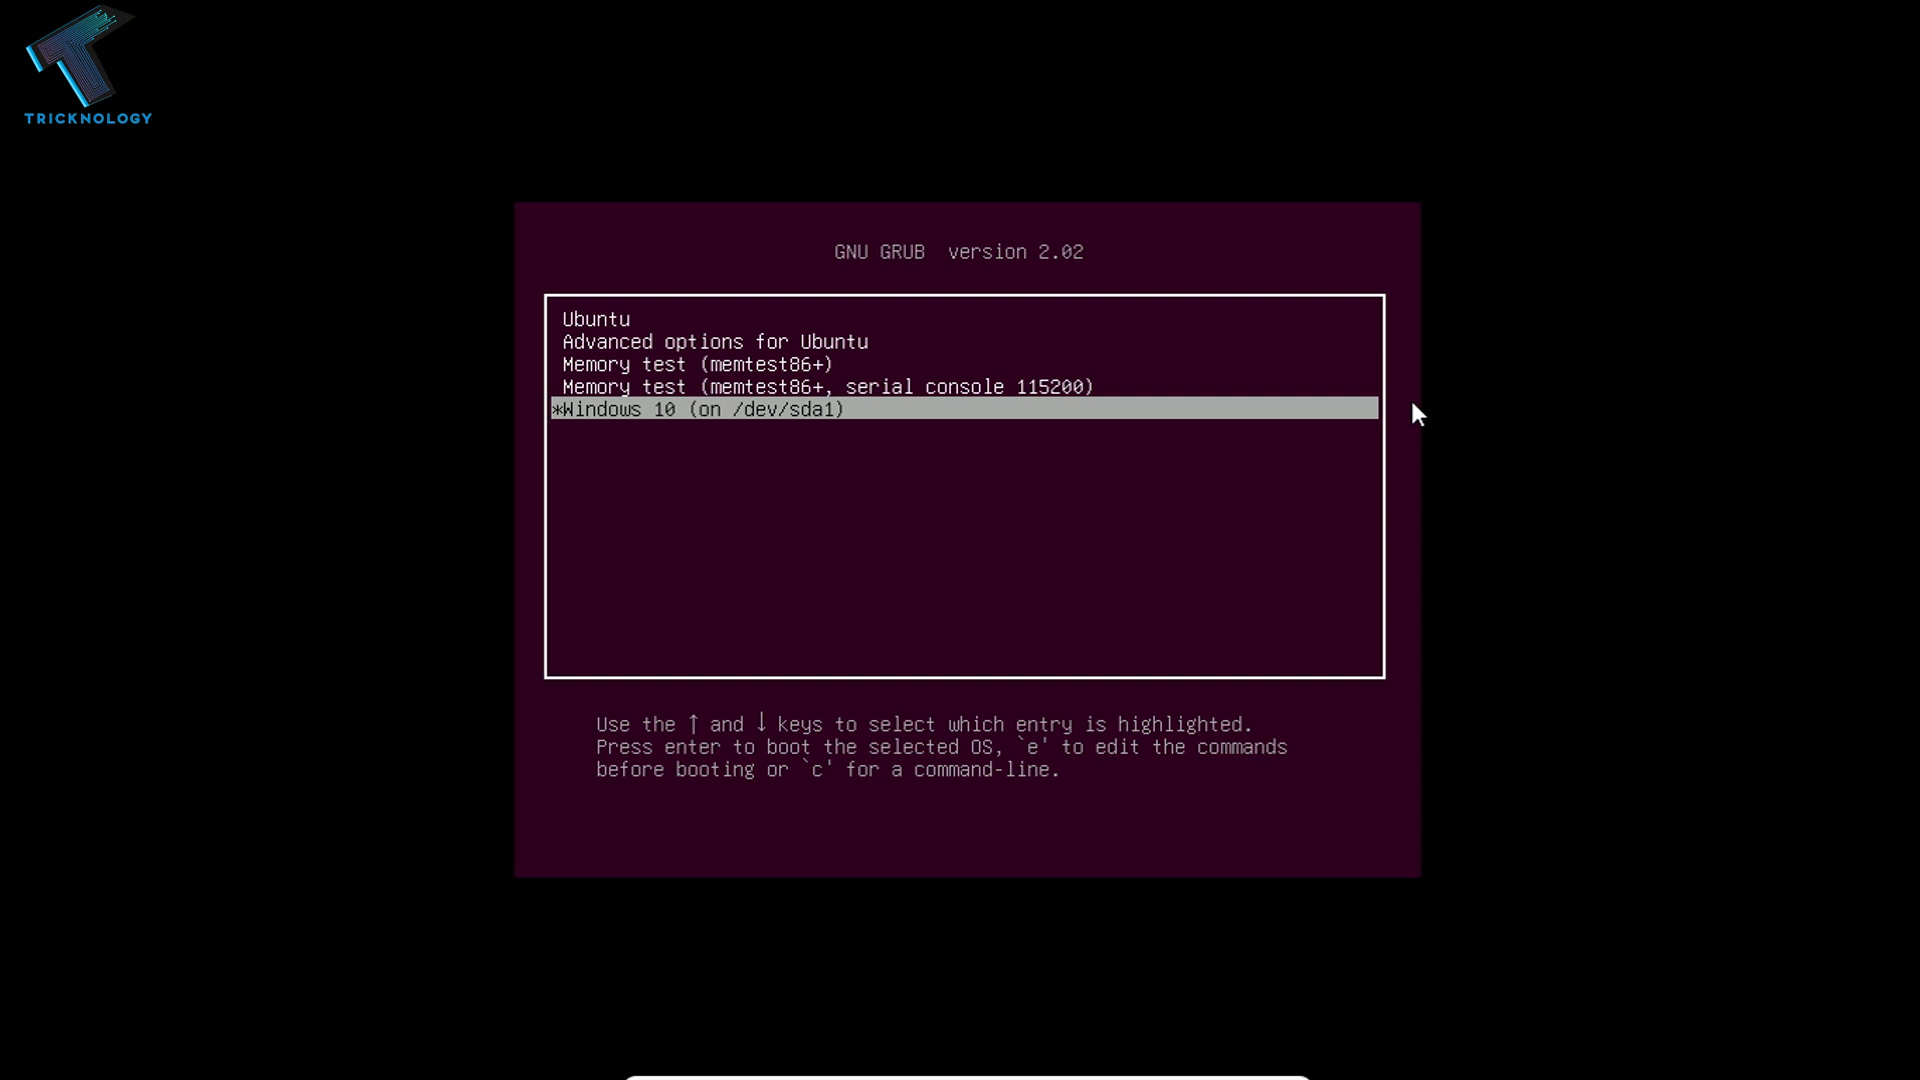 TRICKNOLOGY
GNU GRUB  version 2.02
Ubuntu
Advanced options for Ubuntu
Memory test (memtest86+)
Memory test (memtest86+, serial console 115200)
*Windows 10 (on /dev/sda1)
Use the ↑ and ↓ keys to select which entry is highlighted.
Press enter to boot the selected OS, `e' to edit the commands
before booting or `c' for a command-line.